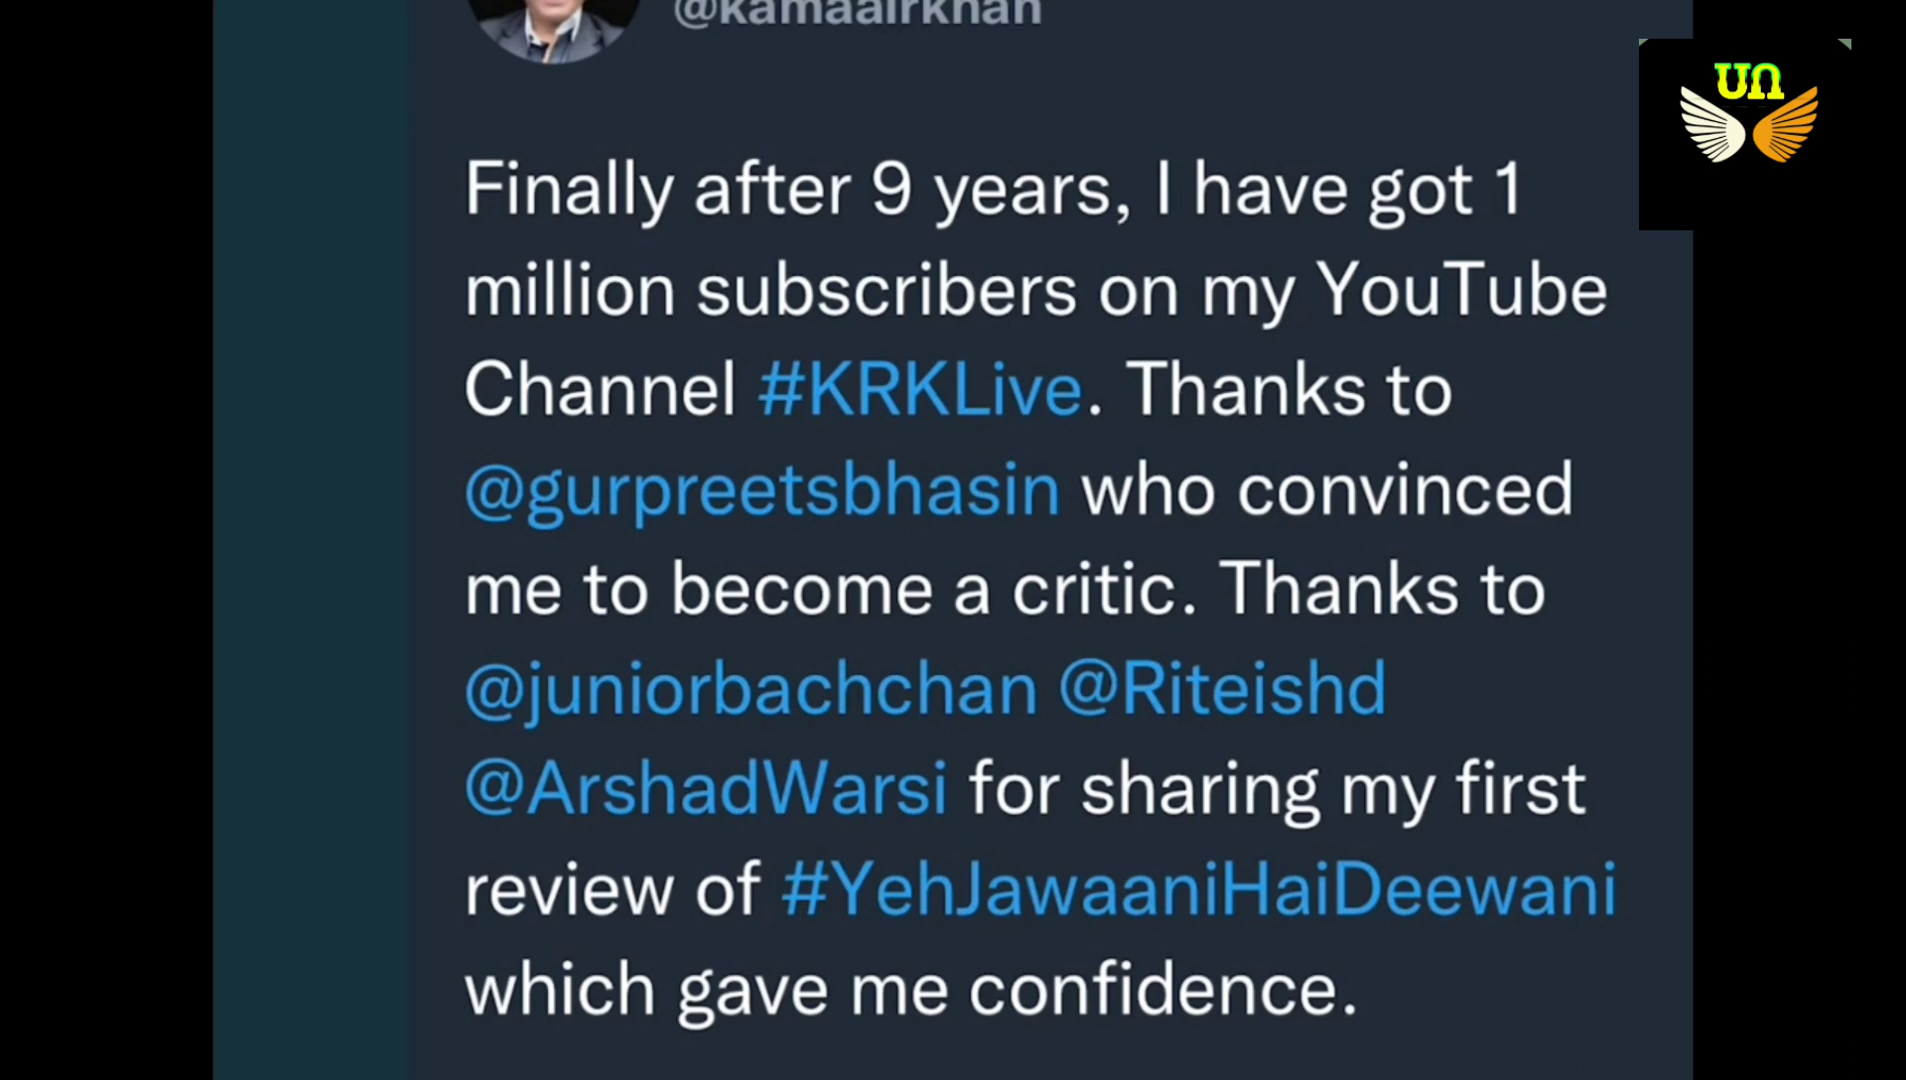 @kamaalrkhan
UN
Finally after 9 years, I have got 1
million subscribers on my YouTube
Channel #KRKLive. Thanks to
@gurpreetsbhasin who convinced
me to become a critic. Thanks to
@juniorbachchan @Riteishd
@ArshadWarsi for sharing my first
review of #YehJawaaniHaiDeewani
which gave me confidence.